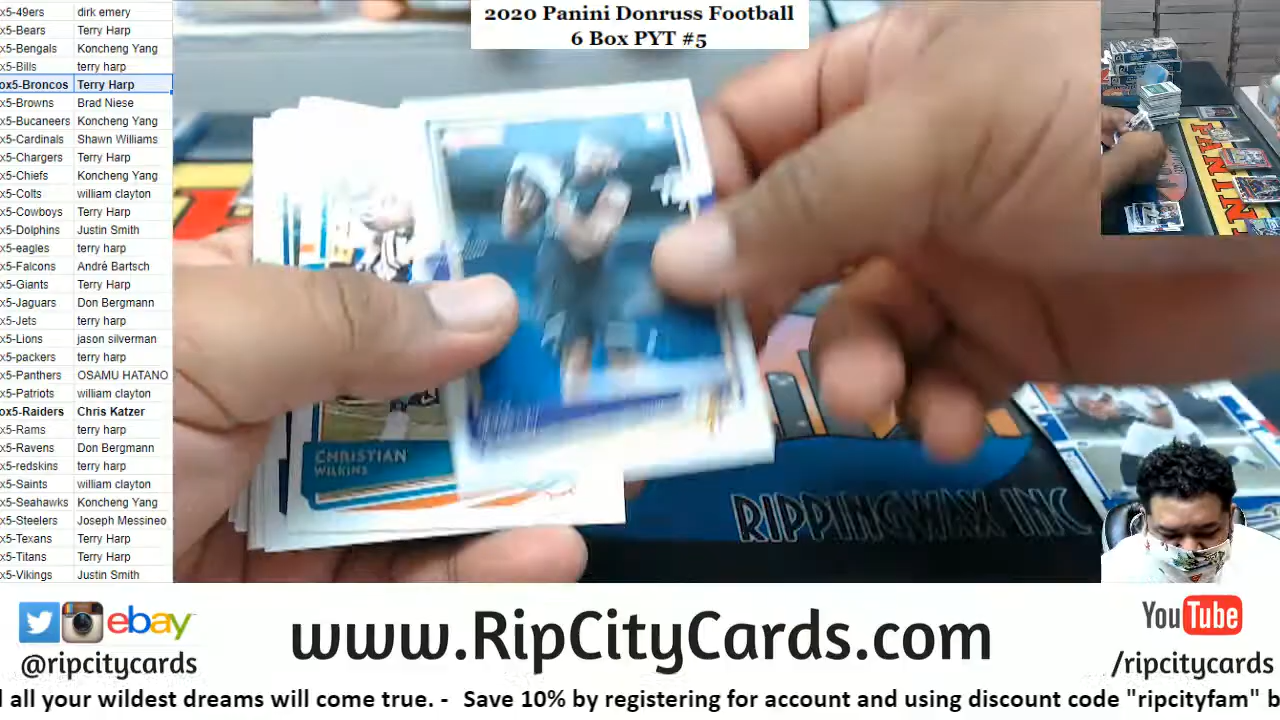 2020 Panini Donruss Football
6 Box PYT #5
x5-49ers dirk emery
x5-Bears Terry Harp
x5-Bengals Koncheng Yang
x5-Bills terry harp
ox5-Broncos Terry Harp
x5-Browns Brad Niese
x5-Bucaneers Koncheng Yang
x5-Cardinals Shawn Williams
x5-Chargers Terry Harp
x5-Chiefs Koncheng Yang
x5-Colts william clayton
x5-Cowboys Terry Harp
x5-Dolphins Justin Smith
x5-eagles terry harp
x5-Falcons André Bartsch
x5-Giants Terry Harp
x5-Jaguars Don Bergmann
x5-Jets terry harp
x5-Lions jason silverman
x5-packers terry harp
x5-Panthers OSAMU HATANO
x5-Patriots william clayton
ox5-Raiders Chris Katzer
x5-Rams terry harp
x5-Ravens Don Bergmann
x5-redskins terry harp
x5-Saints william clayton
x5-Seahawks Koncheng Yang
x5-Steelers Joseph Messineo
x5-Texans Terry Harp
x5-Titans Terry Harp
x5-Vikings Justin Smith
CHRISTIAN
WILKINS
RIPPINGWAX INC
PANINI
ebay
@ripcitycards
www.RipCityCards.com
YouTube
/ripcitycards
l all your wildest dreams will come true. - Save 10% by registering for account and using discount code "ripcityfam" b